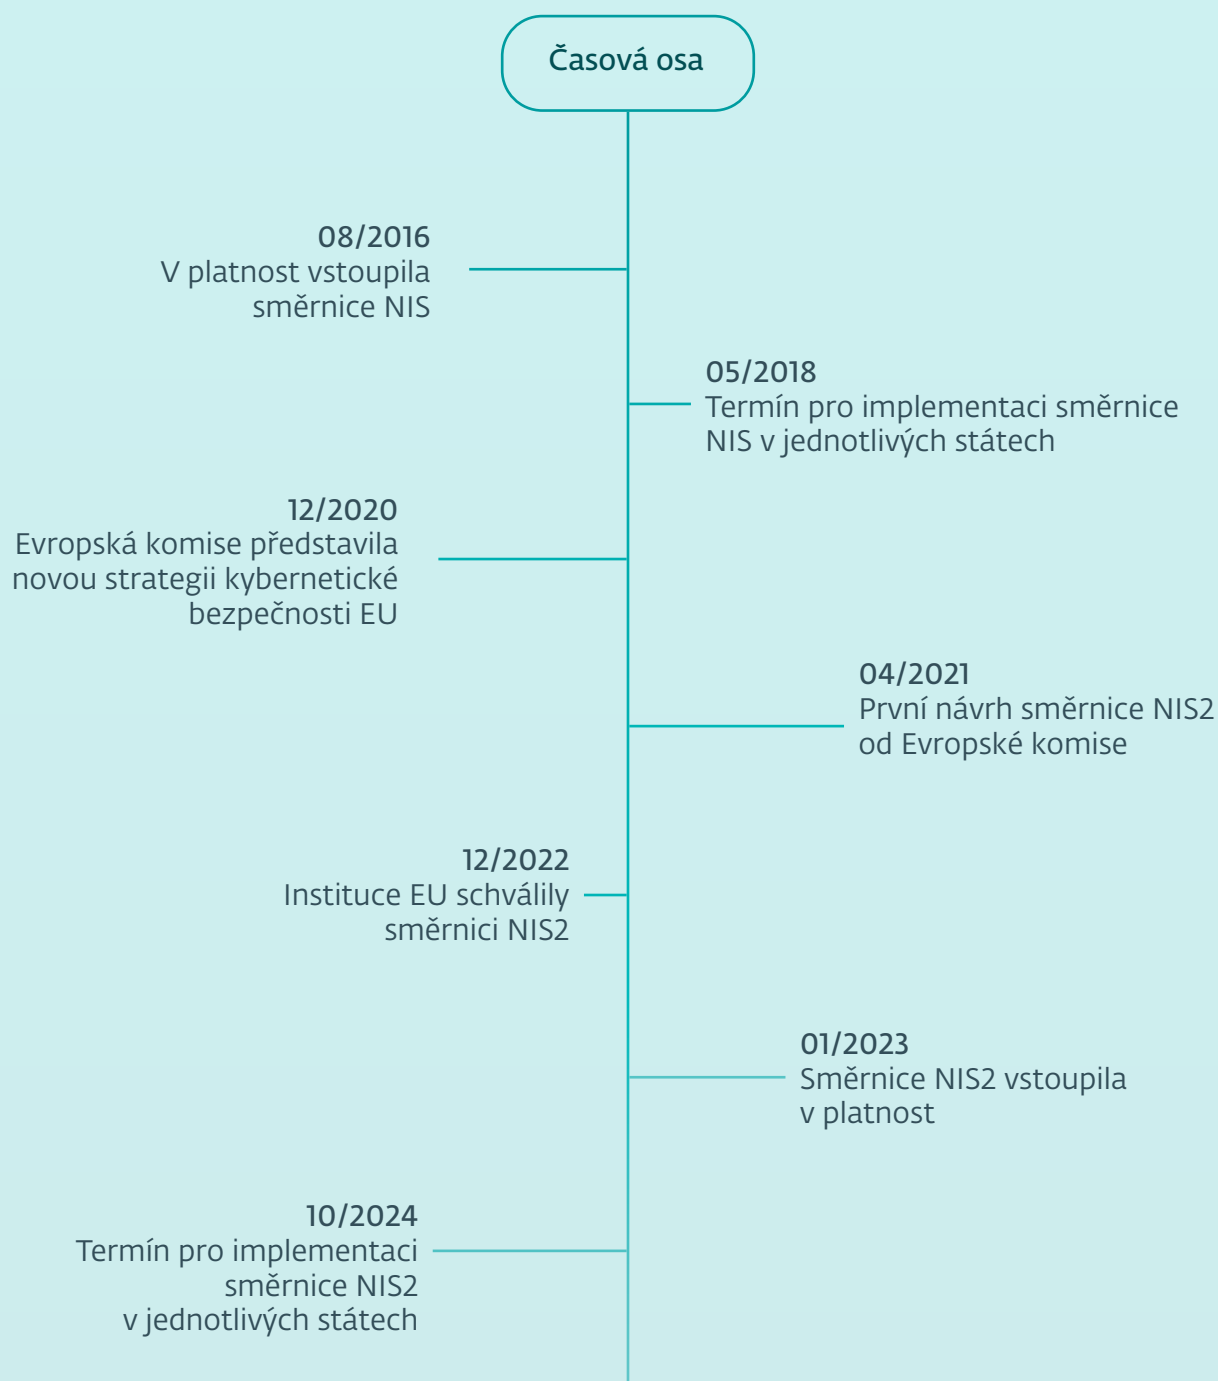 Časová osa
08/2016
V platnost vstoupila
směrnice NIS
05/2018
Termín pro implementaci směrnice
NIS v jednotlivých státech
12/2020
Evropská komise představila
novou strategii kybernetické
bezpečnosti EU
04/2021
První návrh směrnice NIS2
od Evropské komise
12/2022
Instituce EU schválily
směrnici NIS2
01/2023
Směrnice NIS2 vstoupila
v platnost
10/2024
Termín pro implementaci
směrnice NIS2
v jednotlivých státech